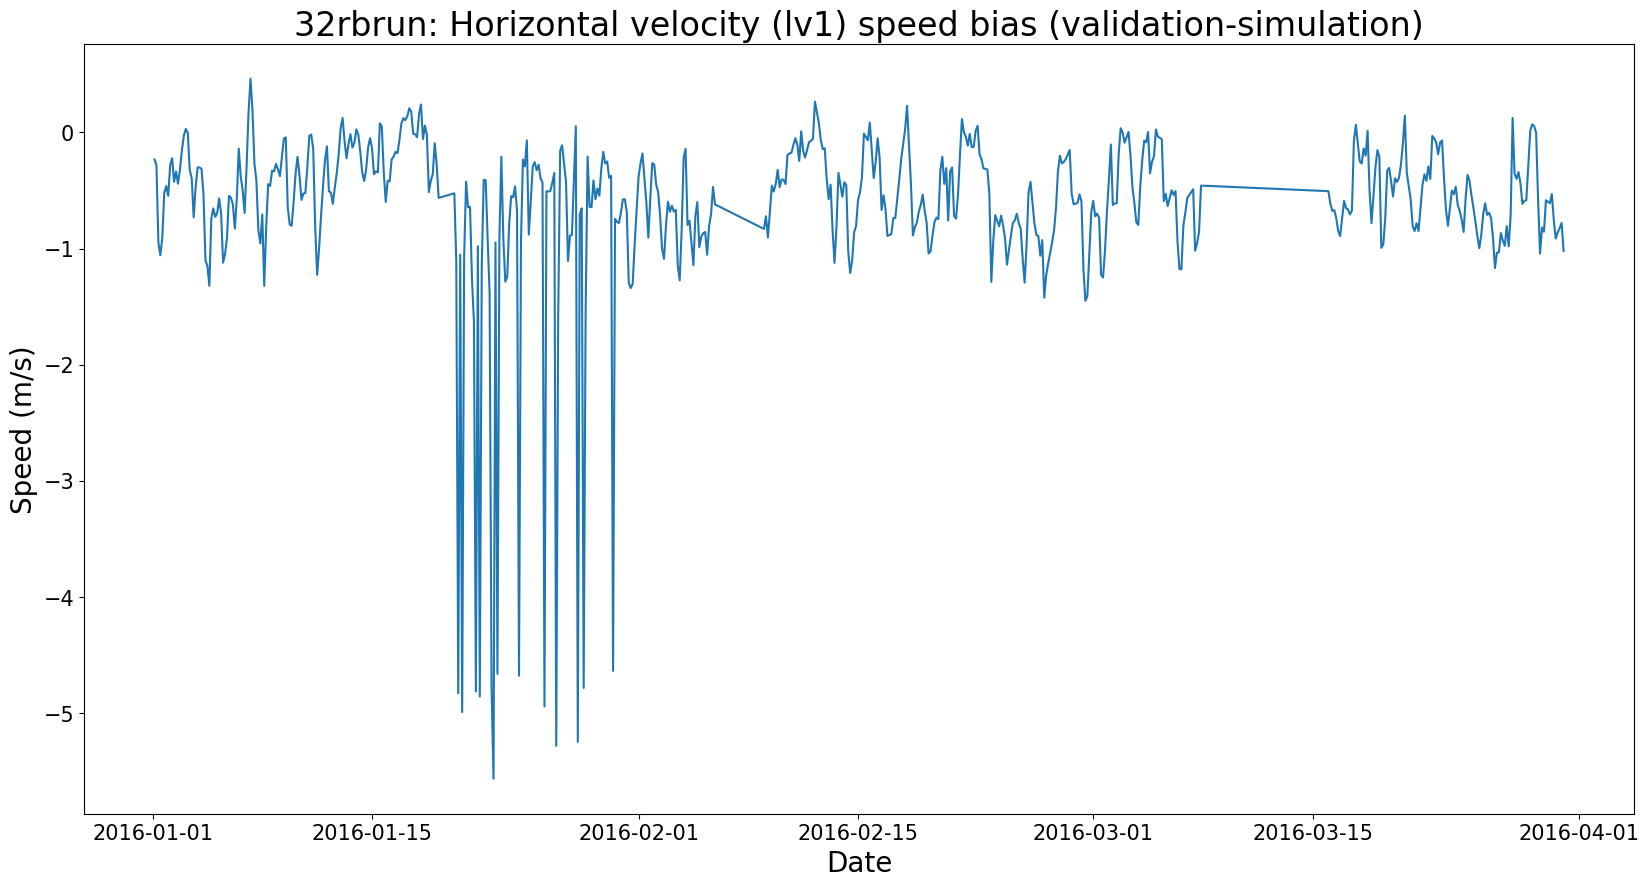 32rbrun: Horizontal velocity (lv1) speed bias (validation-simulation)
Speed (m/s)
0
−1
−2
−3
−4
−5
2016-01-01 2016-01-15 2016-02-01 2016-02-15 2016-03-01 2016-03-15 2016-04-01
Date